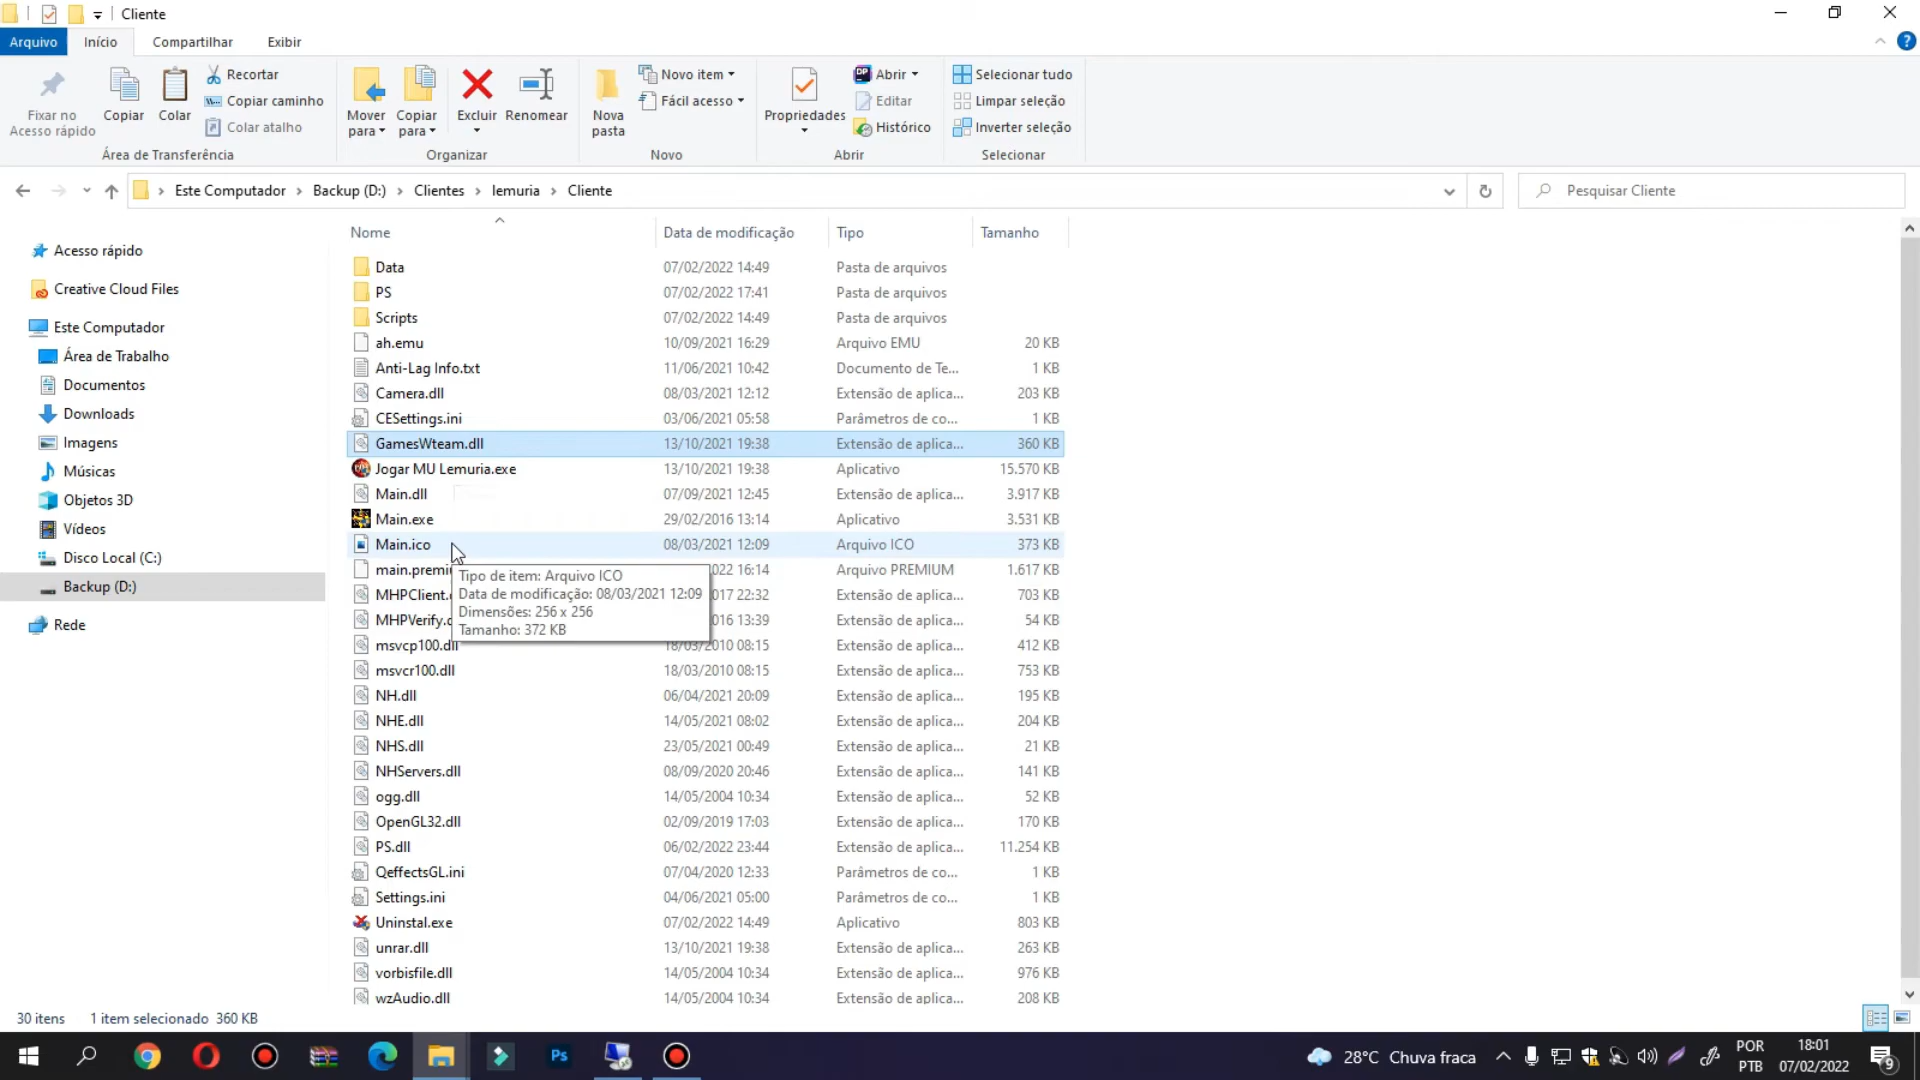 Cliente
Arquivo Início Compartilhar Exibir
Fixar no Acesso rápido
Copiar
Colar
Recortar
Copiar caminho
Colar atalho
Área de Transferência
Mover para
Copiar para
Excluir
Renomear
Organizar
Nova pasta
Novo item
Fácil acesso
Novo
Propriedades
Abrir
Editar
Histórico
Abrir
Selecionar tudo
Limpar seleção
Inverter seleção
Selecionar
Este Computador > Backup (D:) > Clientes > lemuria > Cliente
Pesquisar Cliente
Acesso rápido
Creative Cloud Files
Este Computador
Área de Trabalho
Documentos
Downloads
Imagens
Músicas
Objetos 3D
Vídeos
Disco Local (C:)
Backup (D:)
Rede
Nome Data de modificação Tipo Tamanho
Data 07/02/2022 14:49 Pasta de arquivos
PS 07/02/2022 17:41 Pasta de arquivos
Scripts 07/02/2022 14:49 Pasta de arquivos
ah.emu 10/09/2021 16:29 Arquivo EMU 20 KB
Anti-Lag Info.txt 11/06/2021 10:42 Documento de Te... 1 KB
Camera.dll 08/03/2021 12:12 Extensão de aplica... 203 KB
CESettings.ini 03/06/2021 05:58 Parâmetros de co... 1 KB
GamesWteam.dll 13/10/2021 19:38 Extensão de aplica... 360 KB
Jogar MU Lemuria.exe 13/10/2021 19:38 Aplicativo 15.570 KB
Main.dll 07/09/2021 12:45 Extensão de aplica... 3.917 KB
Main.exe 29/02/2016 13:14 Aplicativo 3.531 KB
Main.ico 08/03/2021 12:09 Arquivo ICO 373 KB
main.premi 022 16:14 Arquivo PREMIUM 1.617 KB
MHPClient. 017 22:32 Extensão de aplica... 703 KB
MHPVerify. 016 13:39 Extensão de aplica... 54 KB
Tipo de item: Arquivo ICO
Data de modificação: 08/03/2021 12:09
Dimensões: 256 x 256
Tamanho: 372 KB
msvcp100.dll 18/03/2010 08:15 Extensão de aplica... 412 KB
msvcr100.dll 18/03/2010 08:15 Extensão de aplica... 753 KB
NH.dll 06/04/2021 20:09 Extensão de aplica... 195 KB
NHE.dll 14/05/2021 08:02 Extensão de aplica... 204 KB
NHS.dll 23/05/2021 00:49 Extensão de aplica... 21 KB
NHServers.dll 08/09/2020 20:46 Extensão de aplica... 141 KB
ogg.dll 14/05/2004 10:34 Extensão de aplica... 52 KB
OpenGL32.dll 02/09/2019 17:03 Extensão de aplica... 170 KB
PS.dll 06/02/2022 23:44 Extensão de aplica... 11.254 KB
QeffectsGL.ini 07/04/2020 12:33 Parâmetros de co... 1 KB
Settings.ini 04/06/2021 05:00 Parâmetros de co... 1 KB
Uninstal.exe 07/02/2022 14:49 Aplicativo 803 KB
unrar.dll 13/10/2021 19:38 Extensão de aplica... 263 KB
vorbisfile.dll 14/05/2004 10:34 Extensão de aplica... 976 KB
wzAudio.dll 14/05/2004 10:34 Extensão de aplica... 208 KB
30 itens 1 item selecionado 360 KB
Ps
28°C Chuva fraca
POR
PTB
18:01
07/02/2022
9